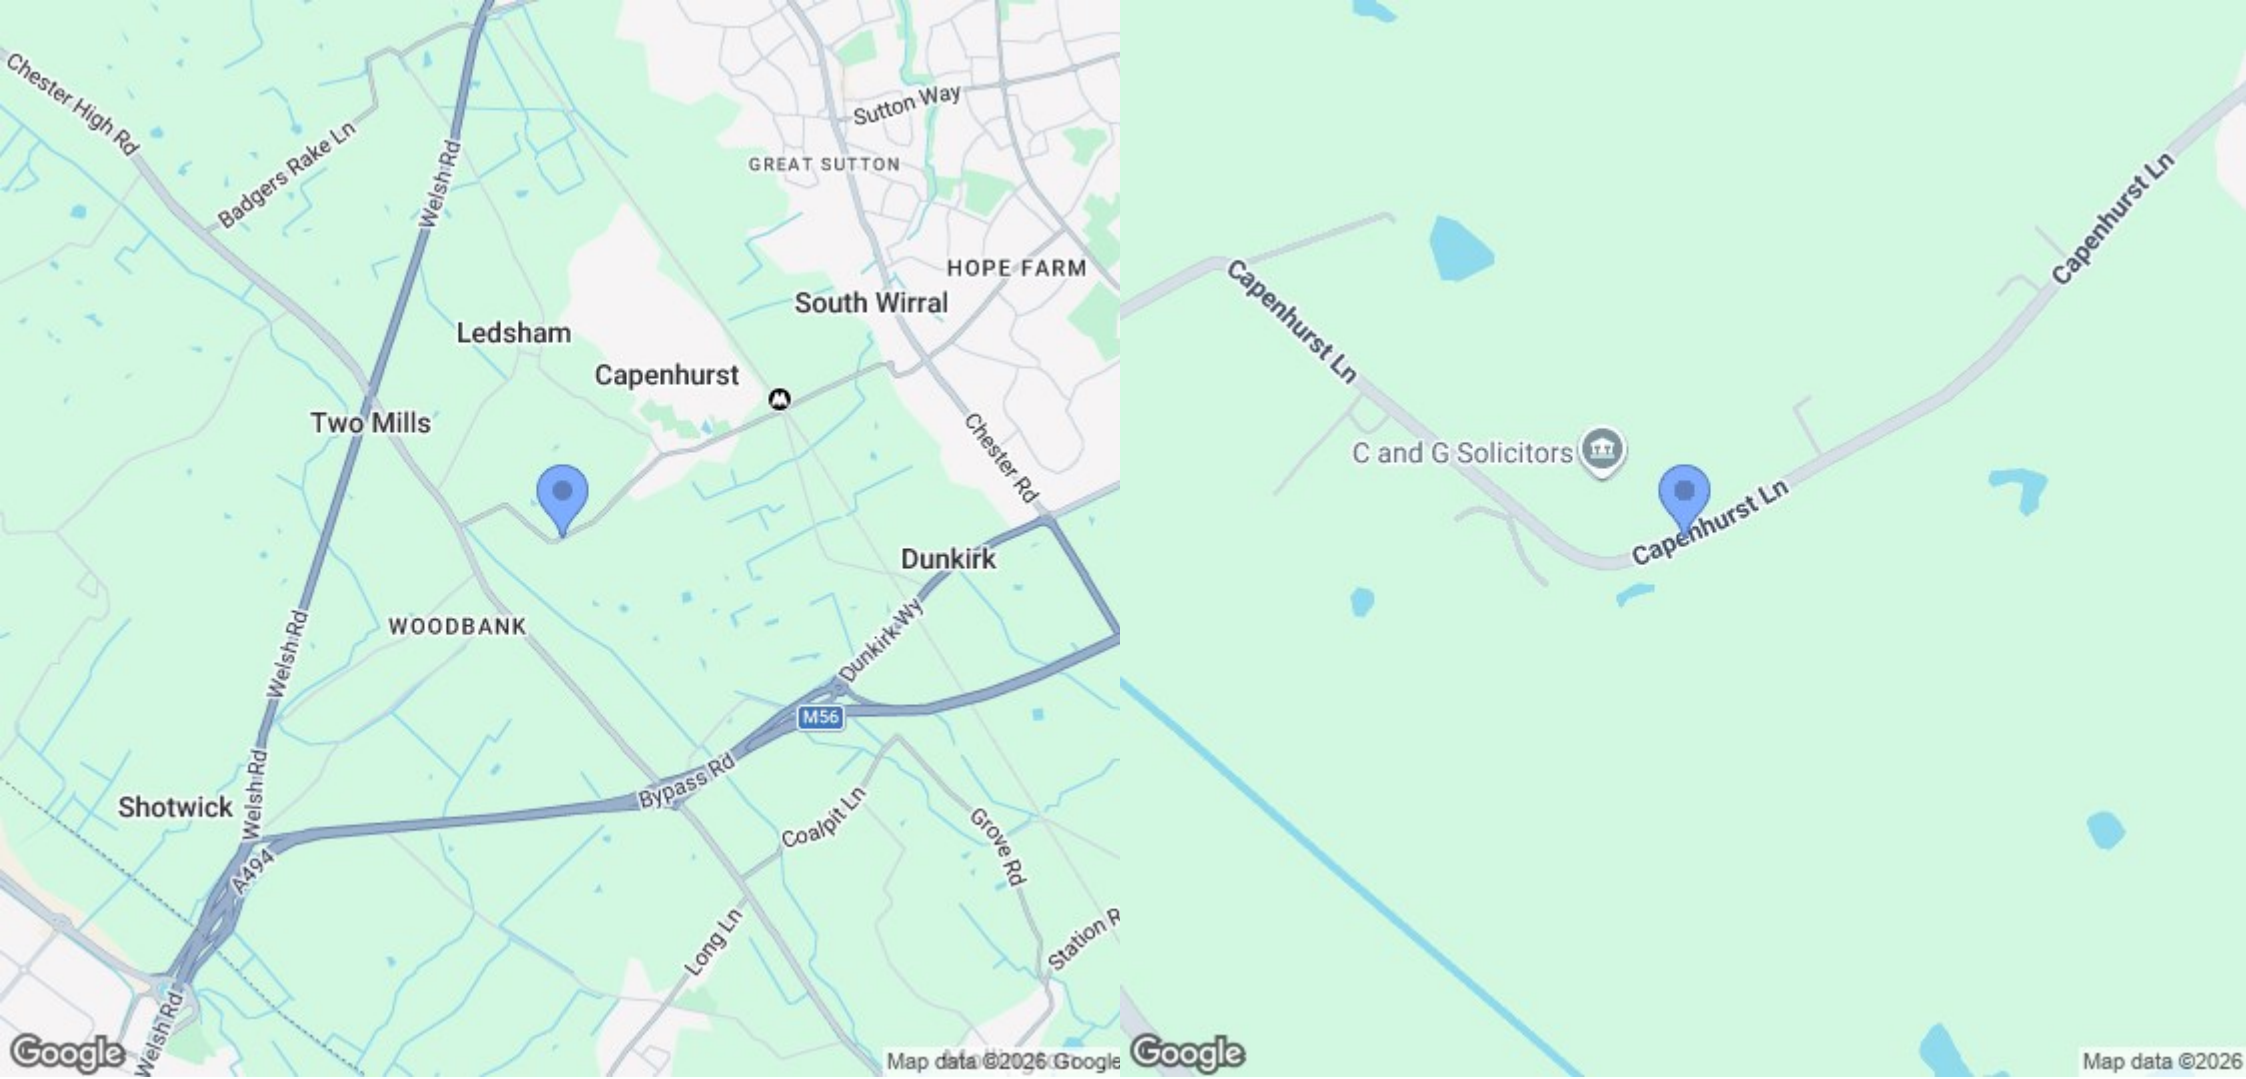 Chester High Rd
Badgers Rake Ln
Welsh Rd
Sutton Way
GREAT SUTTON
HOPE FARM
South Wirral
Ledsham
Capenhurst
Two Mills
Chester Rd
Dunkirk
WOODBANK
Dunkirk Wy
Welsh Rd
M56
Bypass Rd
Welsh Rd
Shotwick
Coalpit Ln
Grove Rd
A494
Long Ln
Station R
Welsh Rd
Google
Map data ©2026 Google
Capenhurst Ln
Capenhurst Ln
C and G Solicitors
Capenhurst Ln
Google
Map data ©2026